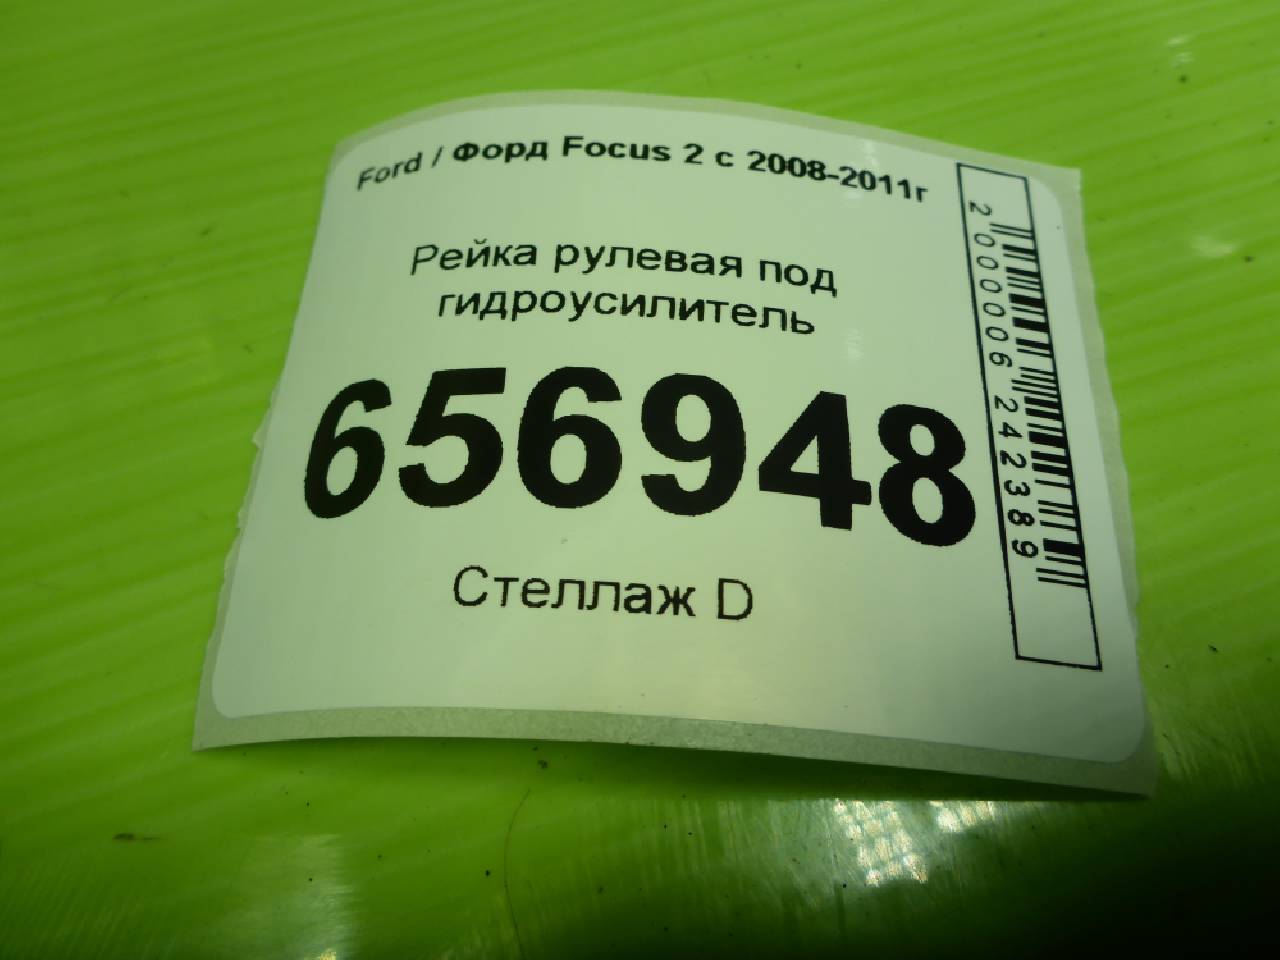 Ford / Форд Focus 2 с 2008-2011г
Рейка рулевая под
гидроусилитель
656948
Стеллаж D
2000006242389